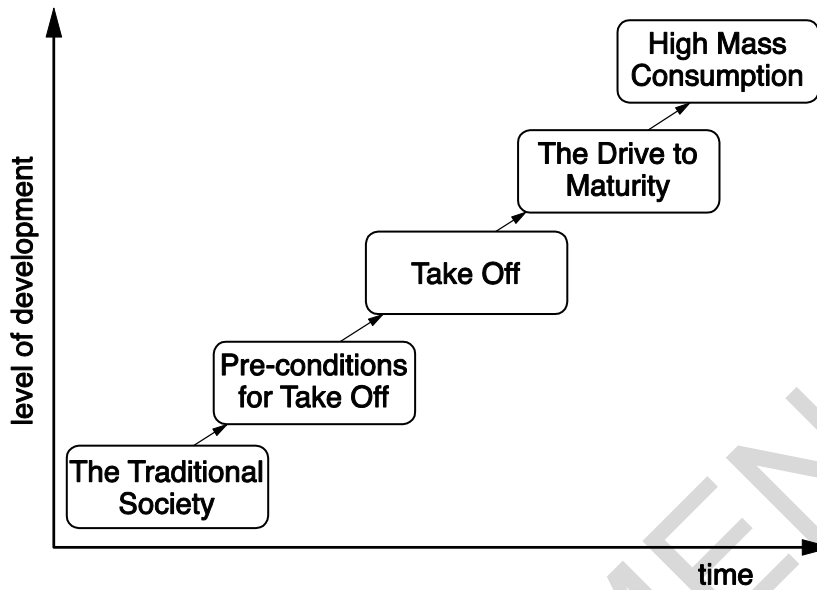 High Mass
Consumption
The Drive to
Maturity
Take Off
Pre-conditions
for Take Off
The Traditional
Society
level of development
time